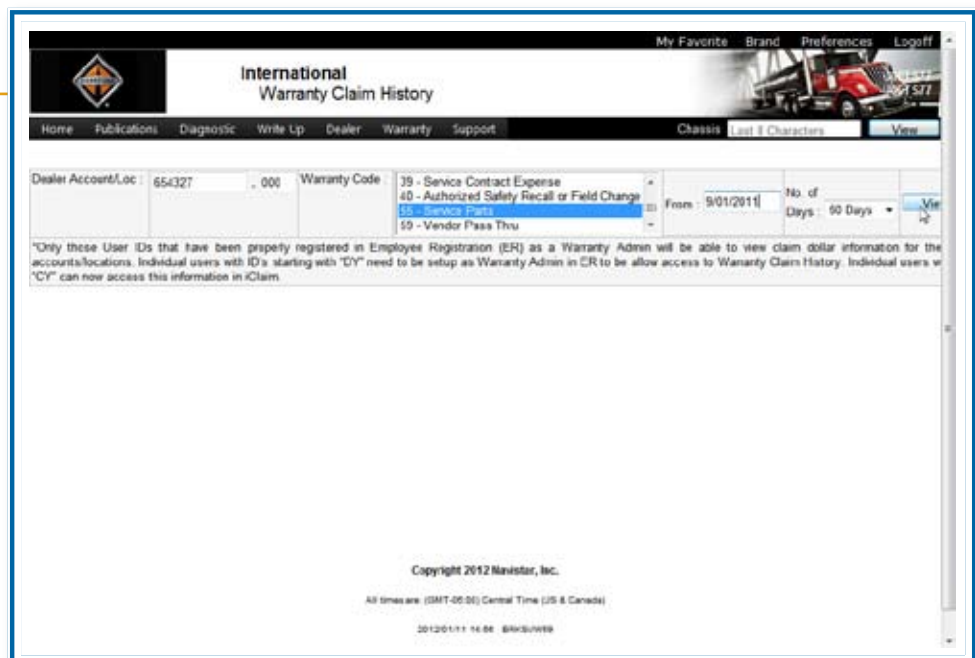 My Favorite Brand Preferences Logoff
International
Warranty Claim History
Home Publications Diagnostic Write Up Dealer Warranty Support Chassis Last 8 Characters View
Dealer Account/Loc : 654327 , 000 Warranty Code : From : 9/01/2011 No. of Days : 60 Days Vie
39 - Service Contract Expense
40 - Authorized Safety Recall or Field Change
55 - Service Parts
59 - Vendor Pass Thru
"Only those User IDs that have been properly registered in Employee Registration (ER) as a Warranty Admin will be able to view claim dollar information for the
accounts/locations. Individual users with ID's starting with "DY" need to be setup as Warranty Admin in ER to be allow access to Warranty Claim History. Individual users w
"CY" can now access this information in iClaim.
Copyright 2012 Navistar, Inc.
All times are: (GMT-06:00) Central Time (US & Canada)
2012/01/11